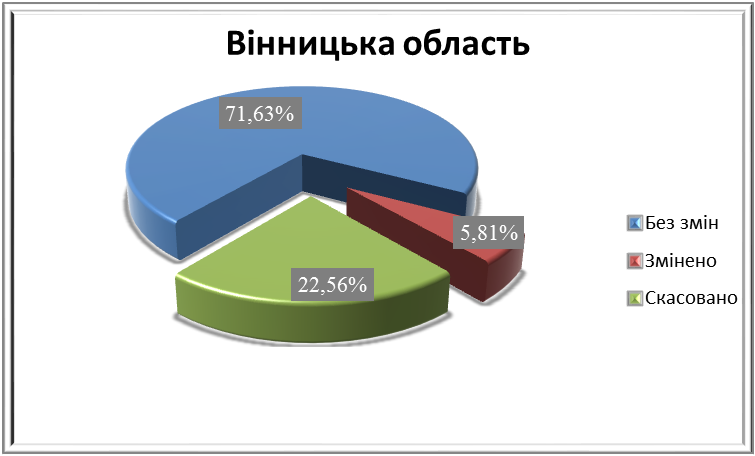 Вінницька область
71,63%
5,81%
22,56%
Без змін
Змінено
Скасовано